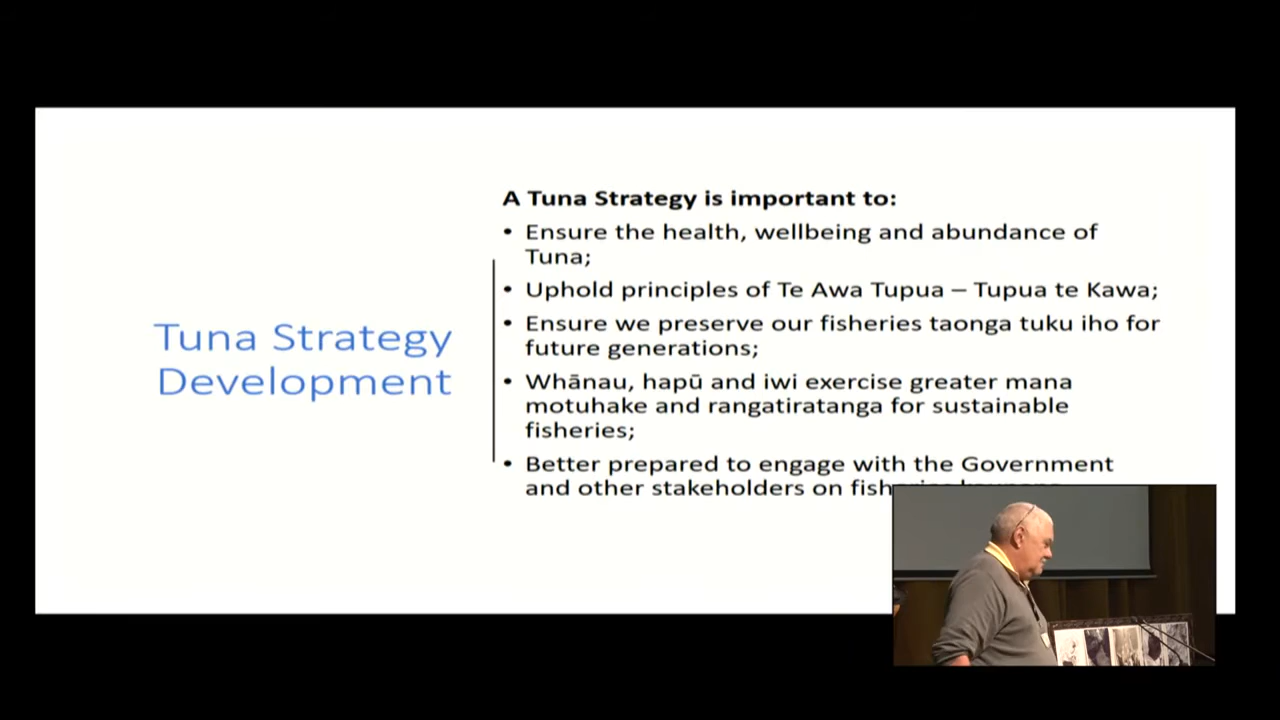 Tuna Strategy
Development
A Tuna Strategy is important to:
• Ensure the health, wellbeing and abundance of
Tuna;
• Uphold principles of Te Awa Tupua – Tupua te Kawa;
• Ensure we preserve our fisheries taonga tuku iho for
future generations;
• Whānau, hapū and iwi exercise greater mana
motuhake and rangatiratanga for sustainable
fisheries;
• Better prepared to engage with the Government
and other stakeholders on